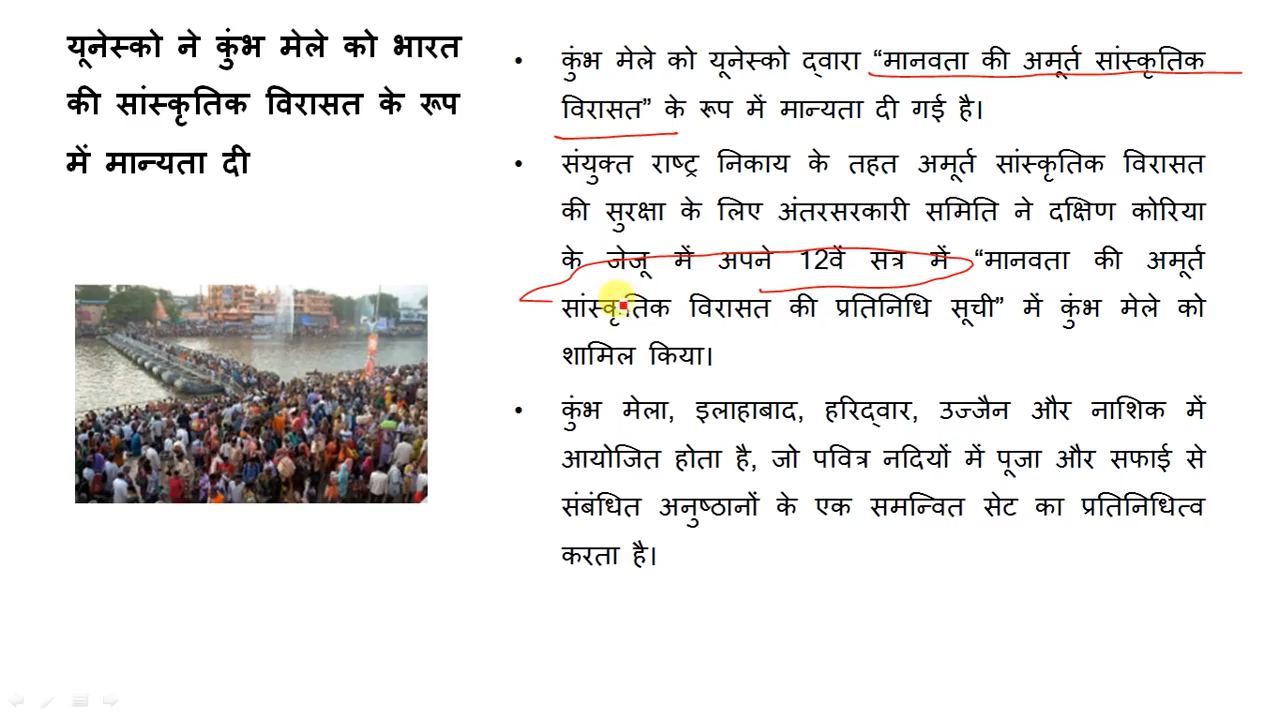 यूनेस्को ने कुंभ मेले को भारत
की सांस्कृतिक विरासत के रूप
में मान्यता दी
• कुंभ मेले को यूनेस्को द्वारा “मानवता की अमूर्त सांस्कृतिक
विरासत” के रूप में मान्यता दी गई है।
• संयुक्त राष्ट्र निकाय के तहत अमूर्त सांस्कृतिक विरासत
की सुरक्षा के लिए अंतरसरकारी समिति ने दक्षिण कोरिया
के जेजू में अपने 12वें सत्र में “मानवता की अमूर्त
सांस्कृतिक विरासत की प्रतिनिधि सूची” में कुंभ मेले को
शामिल किया।
• कुंभ मेला, इलाहाबाद, हरिद्वार, उज्जैन और नाशिक में
आयोजित होता है, जो पवित्र नदियों में पूजा और सफाई से
संबंधित अनुष्ठानों के एक समन्वित सेट का प्रतिनिधित्व
करता है।